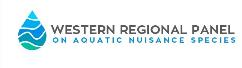 WESTERN REGIONAL PANEL
ON AQUATIC NUISANCE SPECIES